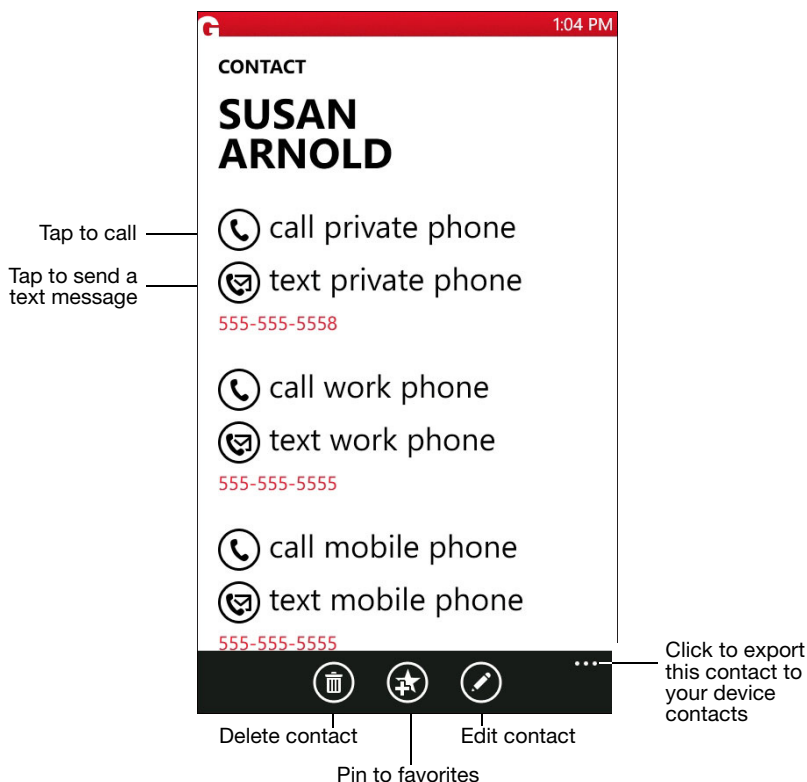 G
1:04 PM
CONTACT
SUSAN
ARNOLD
Tap to call
call private phone
Tap to send a
text message
text private phone
555-555-5558
call work phone
text work phone
555-555-5555
call mobile phone
text mobile phone
555-555-5555
Click to export
this contact to
your device
contacts
Delete contact
Edit contact
Pin to favorites